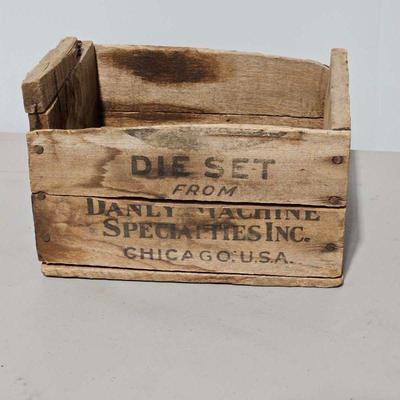 DIE SET
FROM
DANLY MACHINE
SPECIALTIES INC.
CHICAGO. U.S.A.